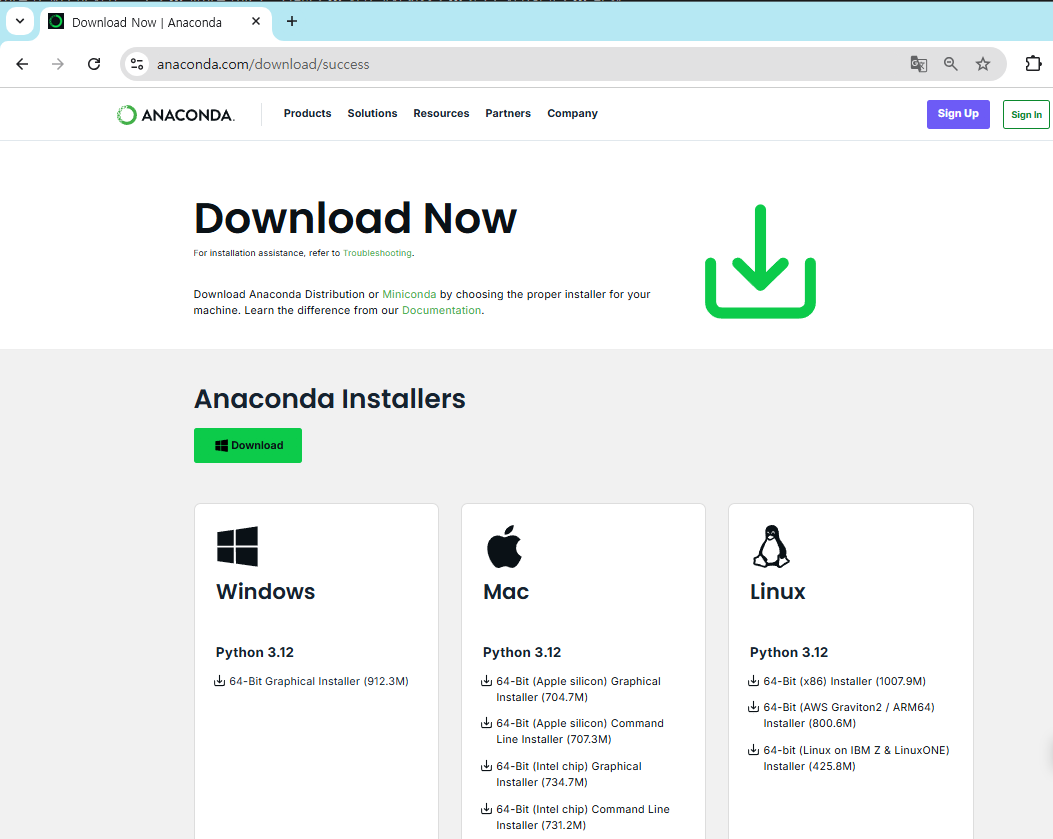 Download Now | Anaconda
anaconda.com/download/success
ANACONDA.
Products Solutions Resources Partners Company
Sign Up
Sign In
Download Now
For installation assistance, refer to Troubleshooting.
Download Anaconda Distribution or Miniconda by choosing the proper installer for your
machine. Learn the difference from our Documentation.
Anaconda Installers
Download
Windows
Python 3.12
64-Bit Graphical Installer (912.3M)
Mac
Python 3.12
64-Bit (Apple silicon) Graphical
Installer (704.7M)
64-Bit (Apple silicon) Command
Line Installer (707.3M)
64-Bit (Intel chip) Graphical
Installer (734.7M)
64-Bit (Intel chip) Command Line
Installer (731.2M)
Linux
Python 3.12
64-Bit (x86) Installer (1007.9M)
64-Bit (AWS Graviton2 / ARM64)
Installer (800.6M)
64-bit (Linux on IBM Z & LinuxONE)
Installer (425.8M)